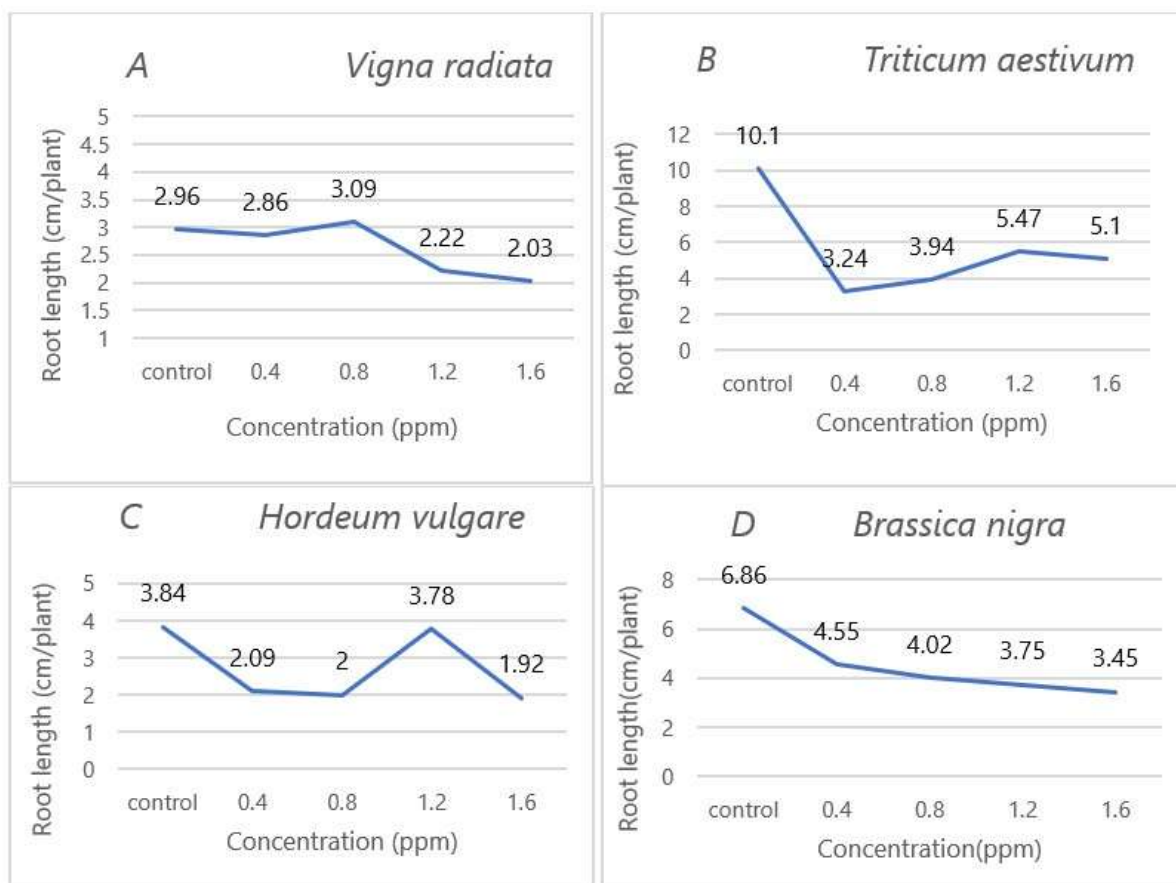 A Vigna radiata
Root length (cm/plant)
5
4.5
4
3.5
3
2.5
2
1.5
1
2.96 2.86 3.09 2.22 2.03
control 0.4 0.8 1.2 1.6
Concentration (ppm)
B Triticum aestivum
Root length (cm/plant)
12
10
8
6
4
2
0
10.1 3.24 3.94 5.47 5.1
control 0.4 0.8 1.2 1.6
Concentration (ppm)
C Hordeum vulgare
Root length (cm/plant)
5
4
3
2
1
0
3.84 2.09 2 3.78 1.92
control 0.4 0.8 1.2 1.6
Concentration (ppm)
D Brassica nigra
Root length(cm/plant)
8
6
4
2
0
6.86 4.55 4.02 3.75 3.45
control 0.4 0.8 1.2 1.6
Concentration(ppm)